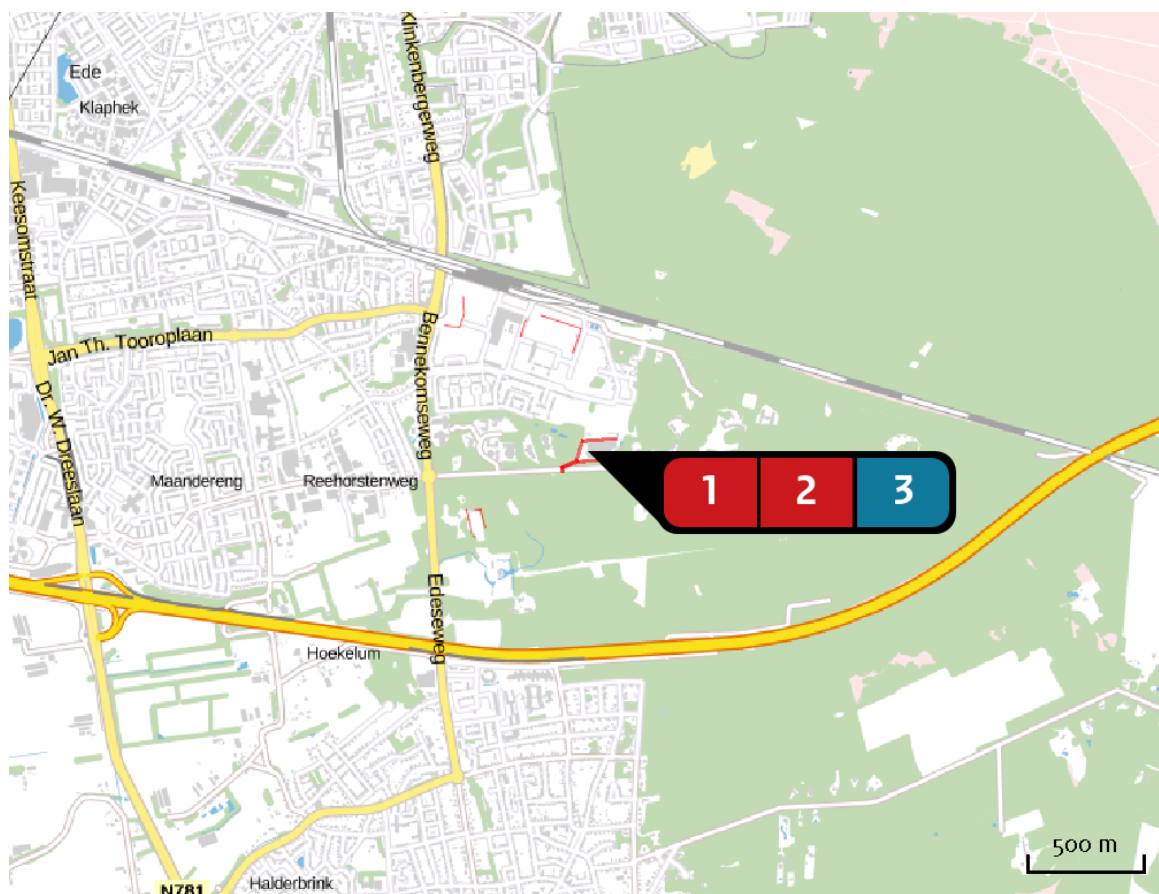 Ede
Klaphek
Klinkenbergerweg
Keesomstraat
Jan Th. Tooroplaan
Bennekomseweg
Dr. W. Dreeslaan
Maandereng
Reehorstenweg
1 2 3
Edeseweg
Hoekelum
500 m
N781
Halderbrink